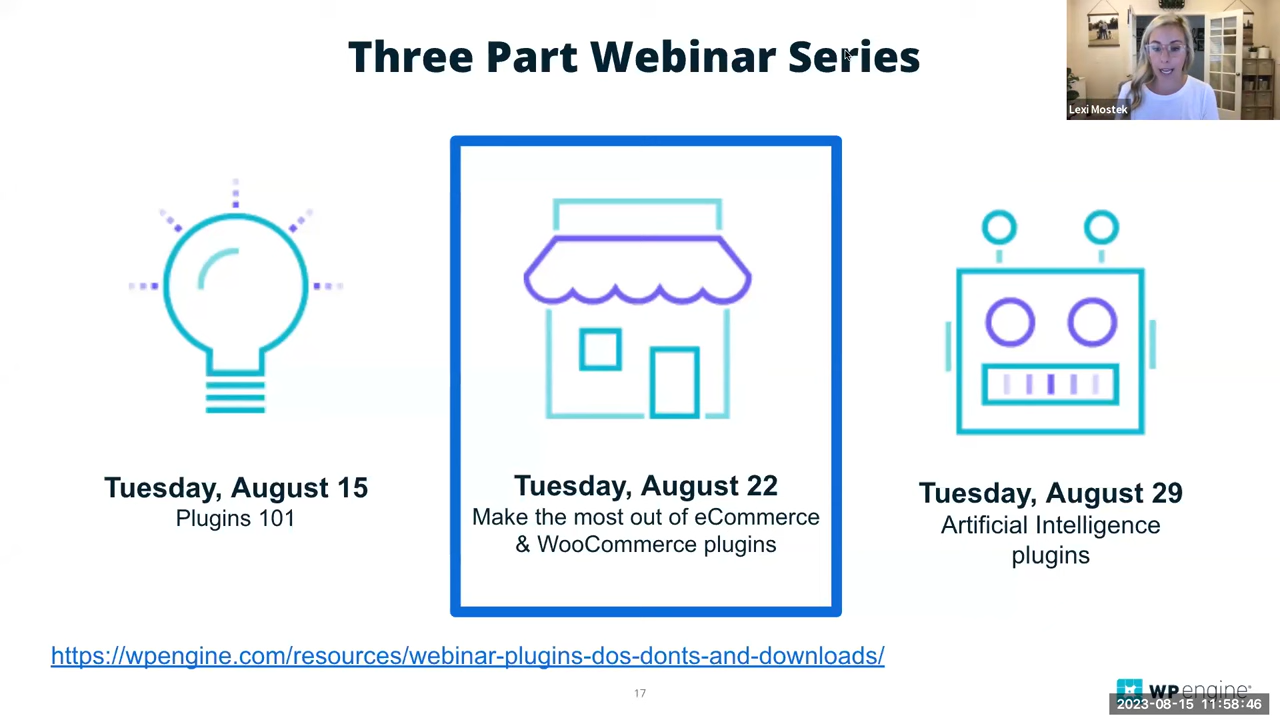 Three Part Webinar Series
Lexi Mostek
Tuesday, August 15
Plugins 101
Tuesday, August 22
Make the most out of eCommerce
& WooCommerce plugins
Tuesday, August 29
Artificial Intelligence
plugins
https://wpengine.com/resources/webinar-plugins-dos-donts-and-downloads/
17
WP engine®
2023-08-15 11:58:46